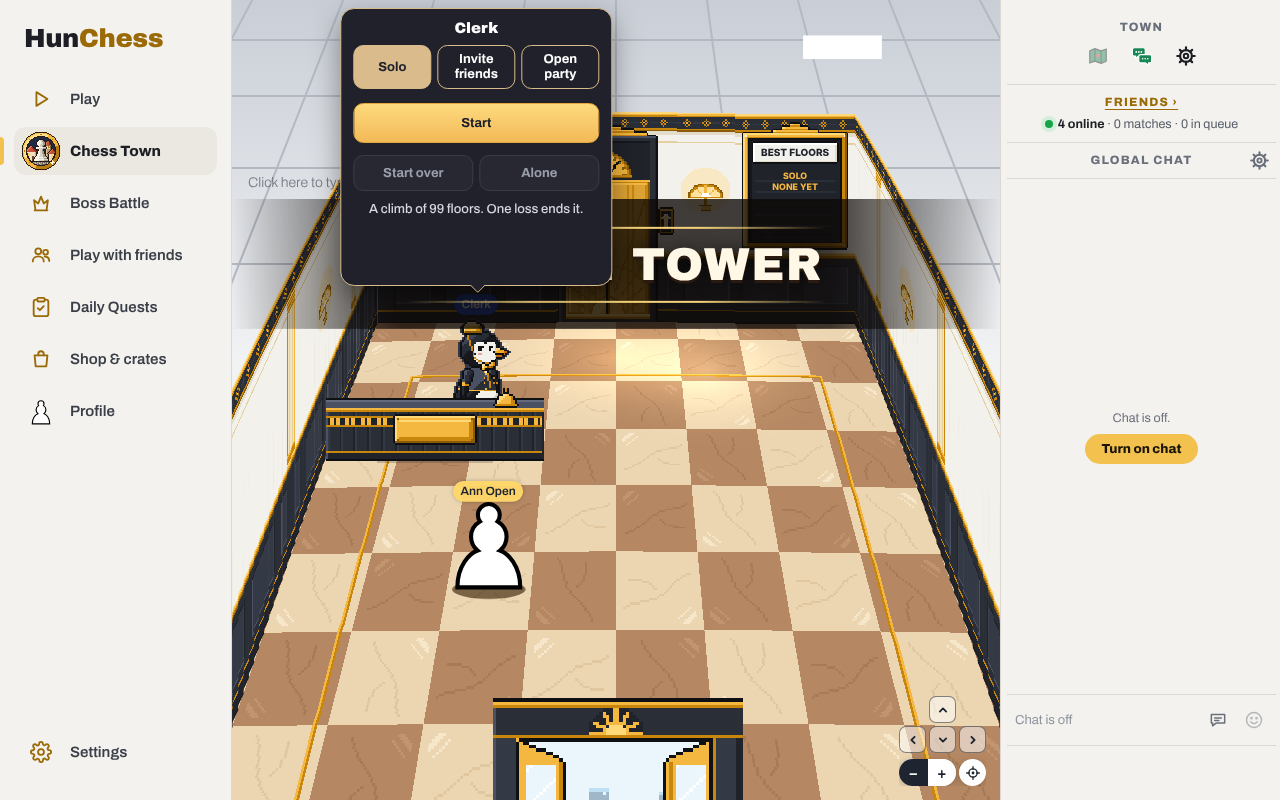 HunChess
Play
Chess Town
Boss Battle
Play with friends
Daily Quests
Shop & crates
Profile
Settings
Clerk
Solo
Invite friends
Open party
Start
Start over
Alone
A climb of 99 floors. One loss ends it.
Click here to ty
BEST FLOORS
SOLO
NONE YET
TOWER
Clerk
Ann Open
TOWN
FRIENDS ›
4 online · 0 matches · 0 in queue
GLOBAL CHAT
Chat is off.
Turn on chat
Chat is off